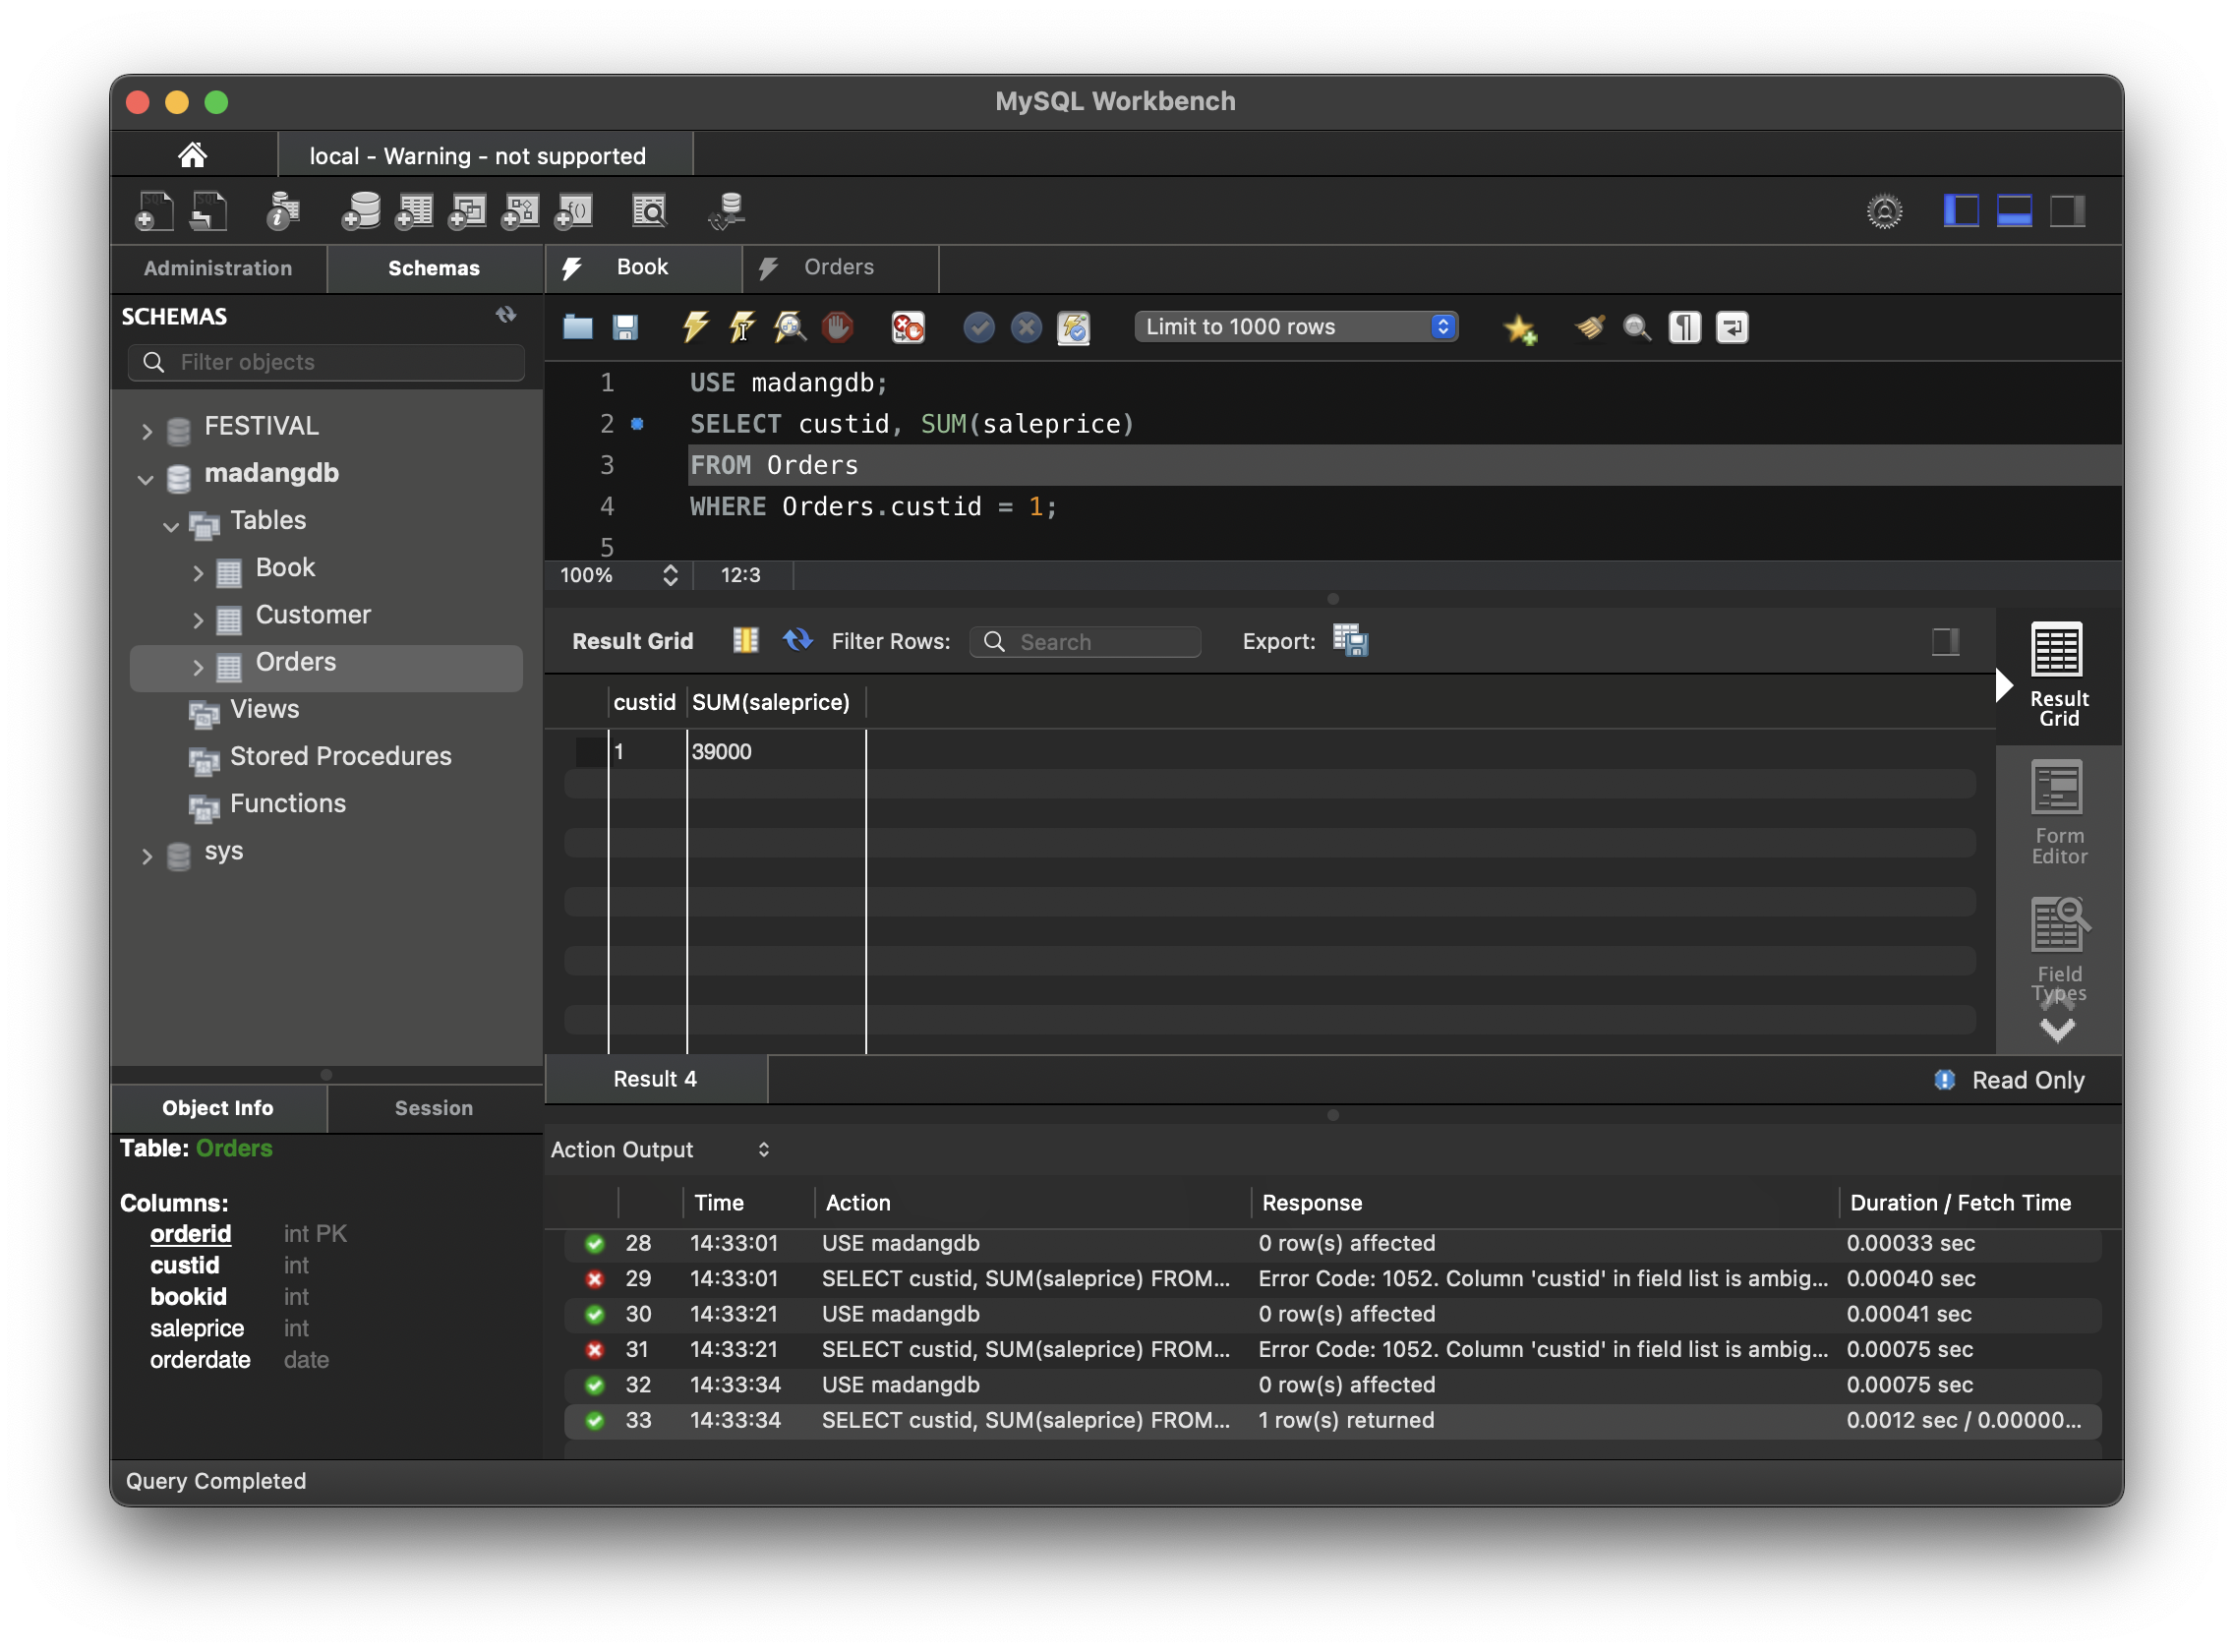 MySQL Workbench
local - Warning - not supported
Administration
Schemas
Book
Orders
SCHEMAS
Filter objects
Limit to 1000 rows
FESTIVAL
madangdb
Tables
Book
Customer
Orders
Views
Stored Procedures
Functions
sys
1 USE madangdb;
2 SELECT custid, SUM(saleprice)
3 FROM Orders
4 WHERE Orders.custid = 1;
5
100% 12:3
Result Grid Filter Rows: Search Export:
custid SUM(saleprice)
1 39000
Result
Grid
Form
Editor
Field
Types
Result 4
Read Only
Object Info
Session
Table: Orders
Columns:
orderid int PK
custid int
bookid int
saleprice int
orderdate date
Action Output
Time Action Response Duration / Fetch Time
28 14:33:01 USE madangdb 0 row(s) affected 0.00033 sec
29 14:33:01 SELECT custid, SUM(saleprice) FROM... Error Code: 1052. Column 'custid' in field list is ambig... 0.00040 sec
30 14:33:21 USE madangdb 0 row(s) affected 0.00041 sec
31 14:33:21 SELECT custid, SUM(saleprice) FROM... Error Code: 1052. Column 'custid' in field list is ambig... 0.00075 sec
32 14:33:34 USE madangdb 0 row(s) affected 0.00075 sec
33 14:33:34 SELECT custid, SUM(saleprice) FROM... 1 row(s) returned 0.0012 sec / 0.00000...
Query Completed